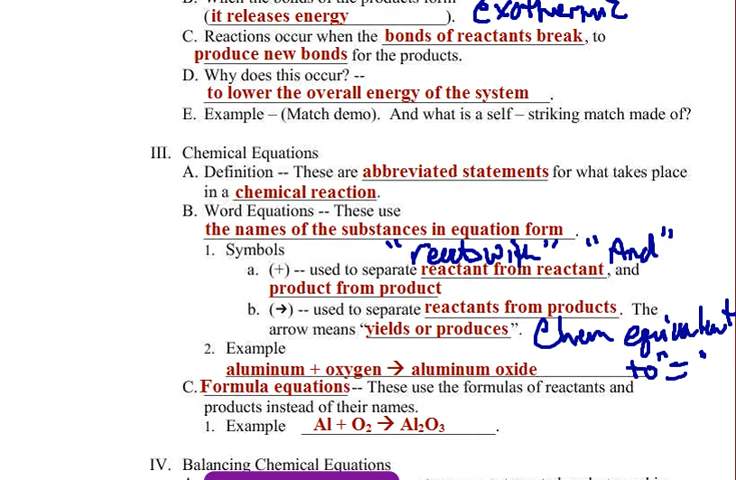 (it releases energy ). exothermic
C. Reactions occur when the bonds of reactants break, to
produce new bonds for the products.
D. Why does this occur? --
to lower the overall energy of the system .
E. Example – (Match demo). And what is a self – striking match made of?
III. Chemical Equations
A. Definition -- These are abbreviated statements for what takes place
in a chemical reaction.
B. Word Equations -- These use
the names of the substances in equation form .
1. Symbols "reacts with" "And"
a. (+) -- used to separate reactant from reactant, and
product from product
b. (→) -- used to separate reactants from products. The
arrow means "yields or produces". Chem equivalent
to "="
2. Example
aluminum + oxygen → aluminum oxide
C. Formula equations-- These use the formulas of reactants and
products instead of their names.
1. Example Al + O₂ → Al₂O₃ .
IV. Balancing Chemical Equations